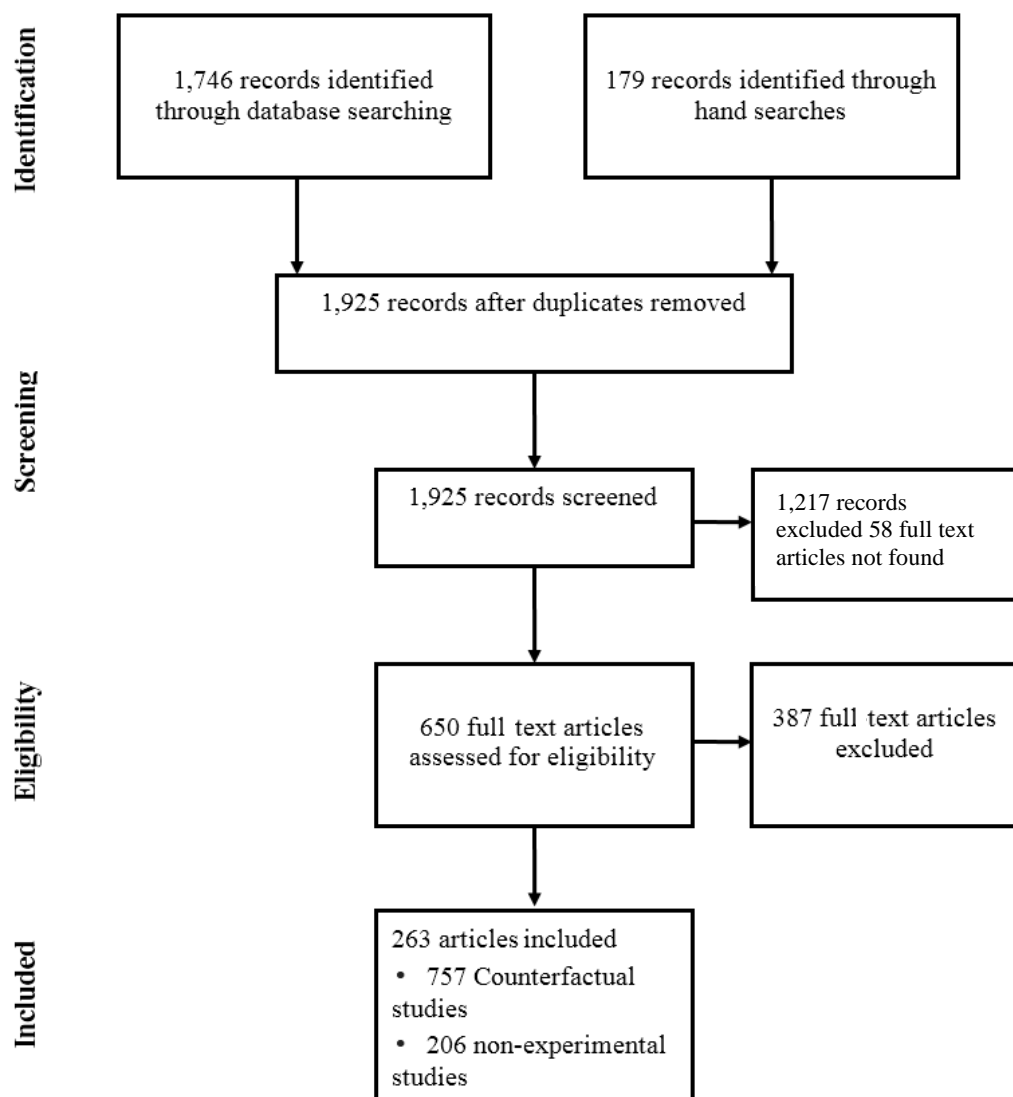 Identification
1,746 records identified
through database searching
179 records identified through
hand searches
1,925 records after duplicates removed
Screening
1,925 records screened
1,217 records
excluded 58 full text
articles not found
Eligibility
650 full text articles
assessed for eligibility
387 full text articles
excluded
Included
263 articles included
• 757 Counterfactual
studies
• 206 non-experimental
studies